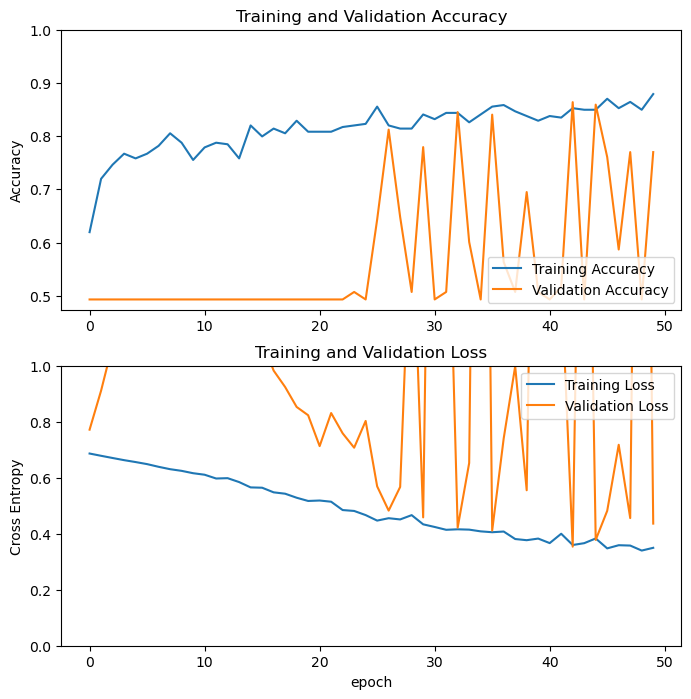 Training and Validation Accuracy
1.0
0.9
0.8
0.7
0.6
0.5
Accuracy
Training Accuracy
Validation Accuracy
0 10 20 30 40 50
Training and Validation Loss
1.0
0.8
0.6
0.4
0.2
0.0
Cross Entropy
Training Loss
Validation Loss
0 10 20 30 40 50
epoch